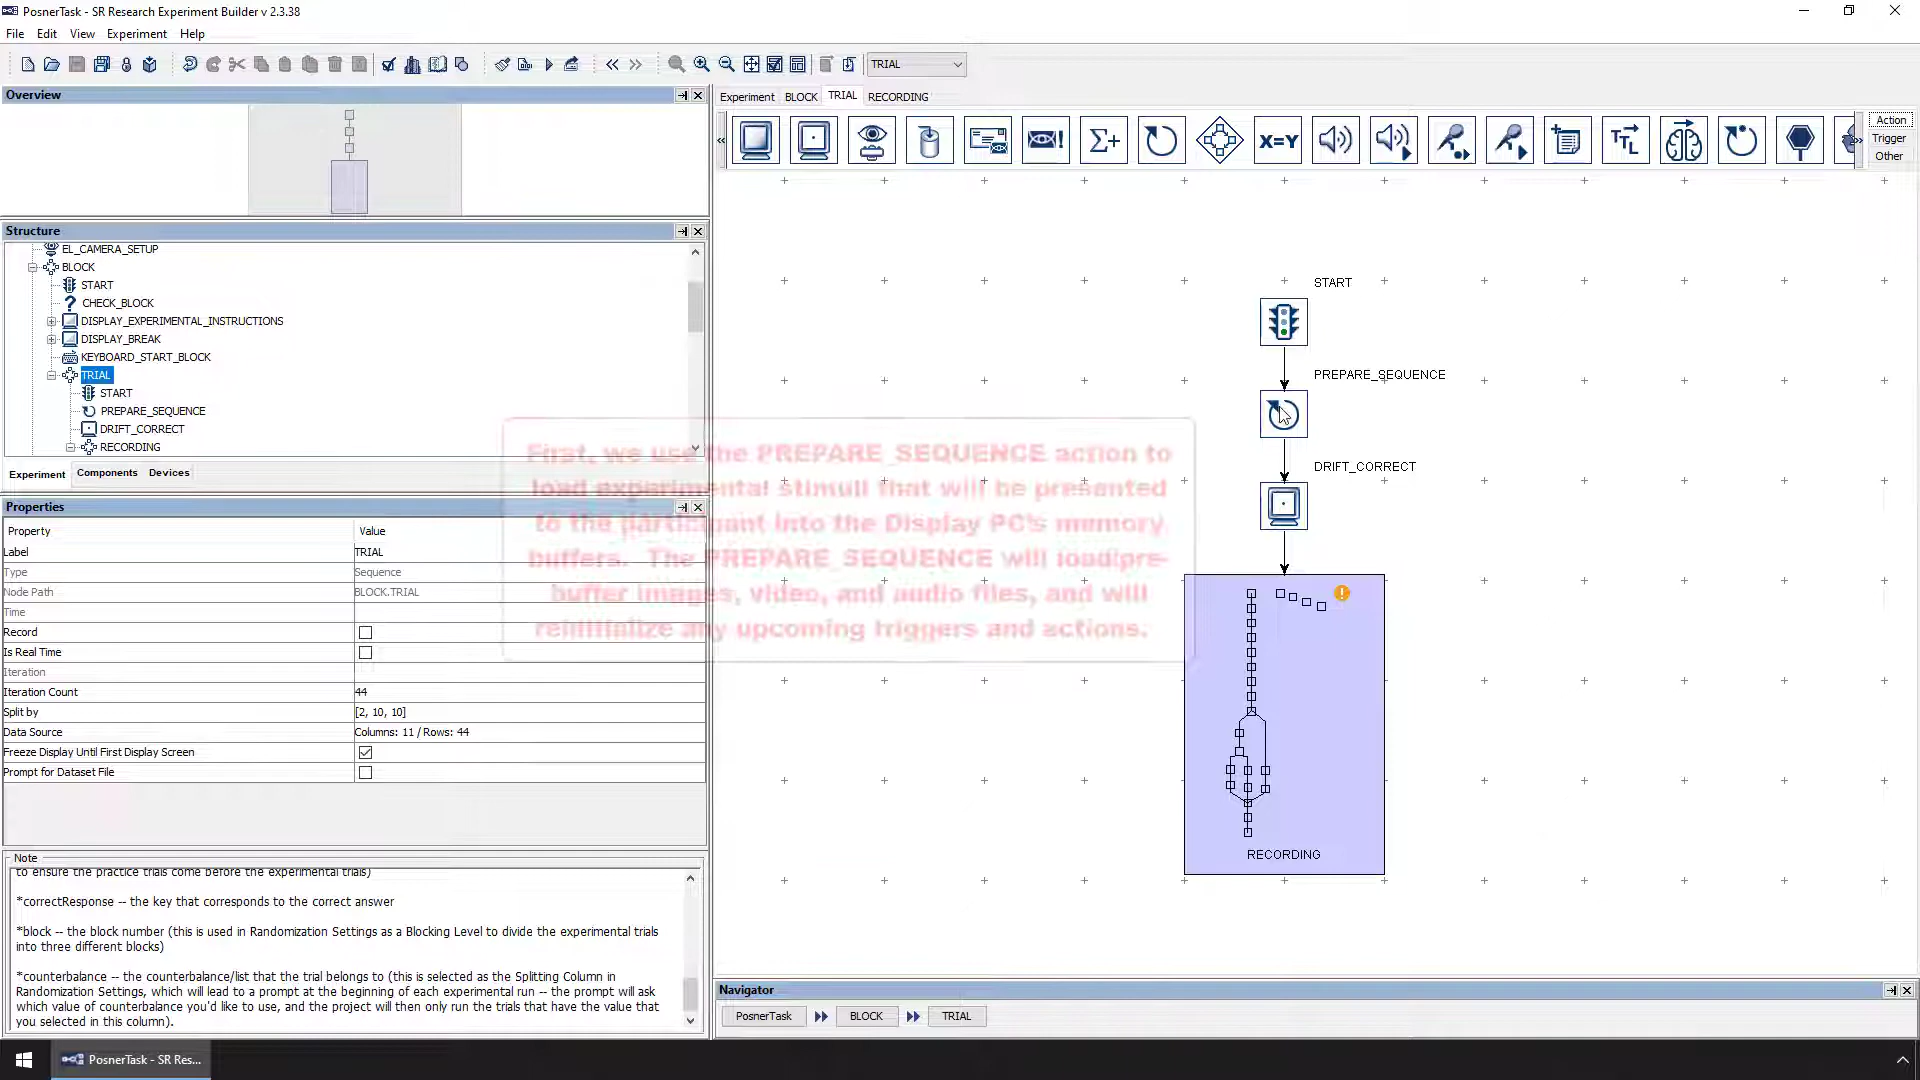 PosnerTask - SR Research Experiment Builder v 2.3.38
File Edit View Experiment Help
TRIAL
Overview
Experiment BLOCK TRIAL RECORDING
X=Y
Action
Trigger
Other
Structure
EL_CAMERA_SETUP
BLOCK
START
CHECK_BLOCK
DISPLAY_EXPERIMENTAL_INSTRUCTIONS
DISPLAY_BREAK
KEYBOARD_START_BLOCK
TRIAL
START
PREPARE_SEQUENCE
DRIFT_CORRECT
RECORDING
Experiment Components Devices
Properties
Property Value
Label TRIAL
Type Sequence
Node Path BLOCK.TRIAL
Time
Record
Is Real Time
Iteration
Iteration Count 44
Split by [2, 10, 10]
Data Source Columns: 11 / Rows: 44
Freeze Display Until First Display Screen
Prompt for Dataset File
Note
to ensure the practice trials come before the experimental trials)
*correctResponse -- the key that corresponds to the correct answer
*block -- the block number (this is used in Randomization Settings as a Blocking Level to divide the experimental trials
into three different blocks)
*counterbalance -- the counterbalance/list that the trial belongs to (this is selected as the Splitting Column in
Randomization Settings, which will lead to a prompt at the beginning of each experimental run -- the prompt will ask
which value of counterbalance you'd like to use, and the project will then only run the trials that have the value that
you selected in this column).
START
PREPARE_SEQUENCE
DRIFT_CORRECT
RECORDING
First, we use the PREPARE_SEQUENCE action to
load experimental stimuli that will be presented
to the participant into the Display PC's memory
buffers. The PREPARE_SEQUENCE will load/pre-
buffer images, video, and audio files, and will
reinitialize any upcoming triggers and actions.
Navigator
PosnerTask BLOCK TRIAL
PosnerTask - SR Res...